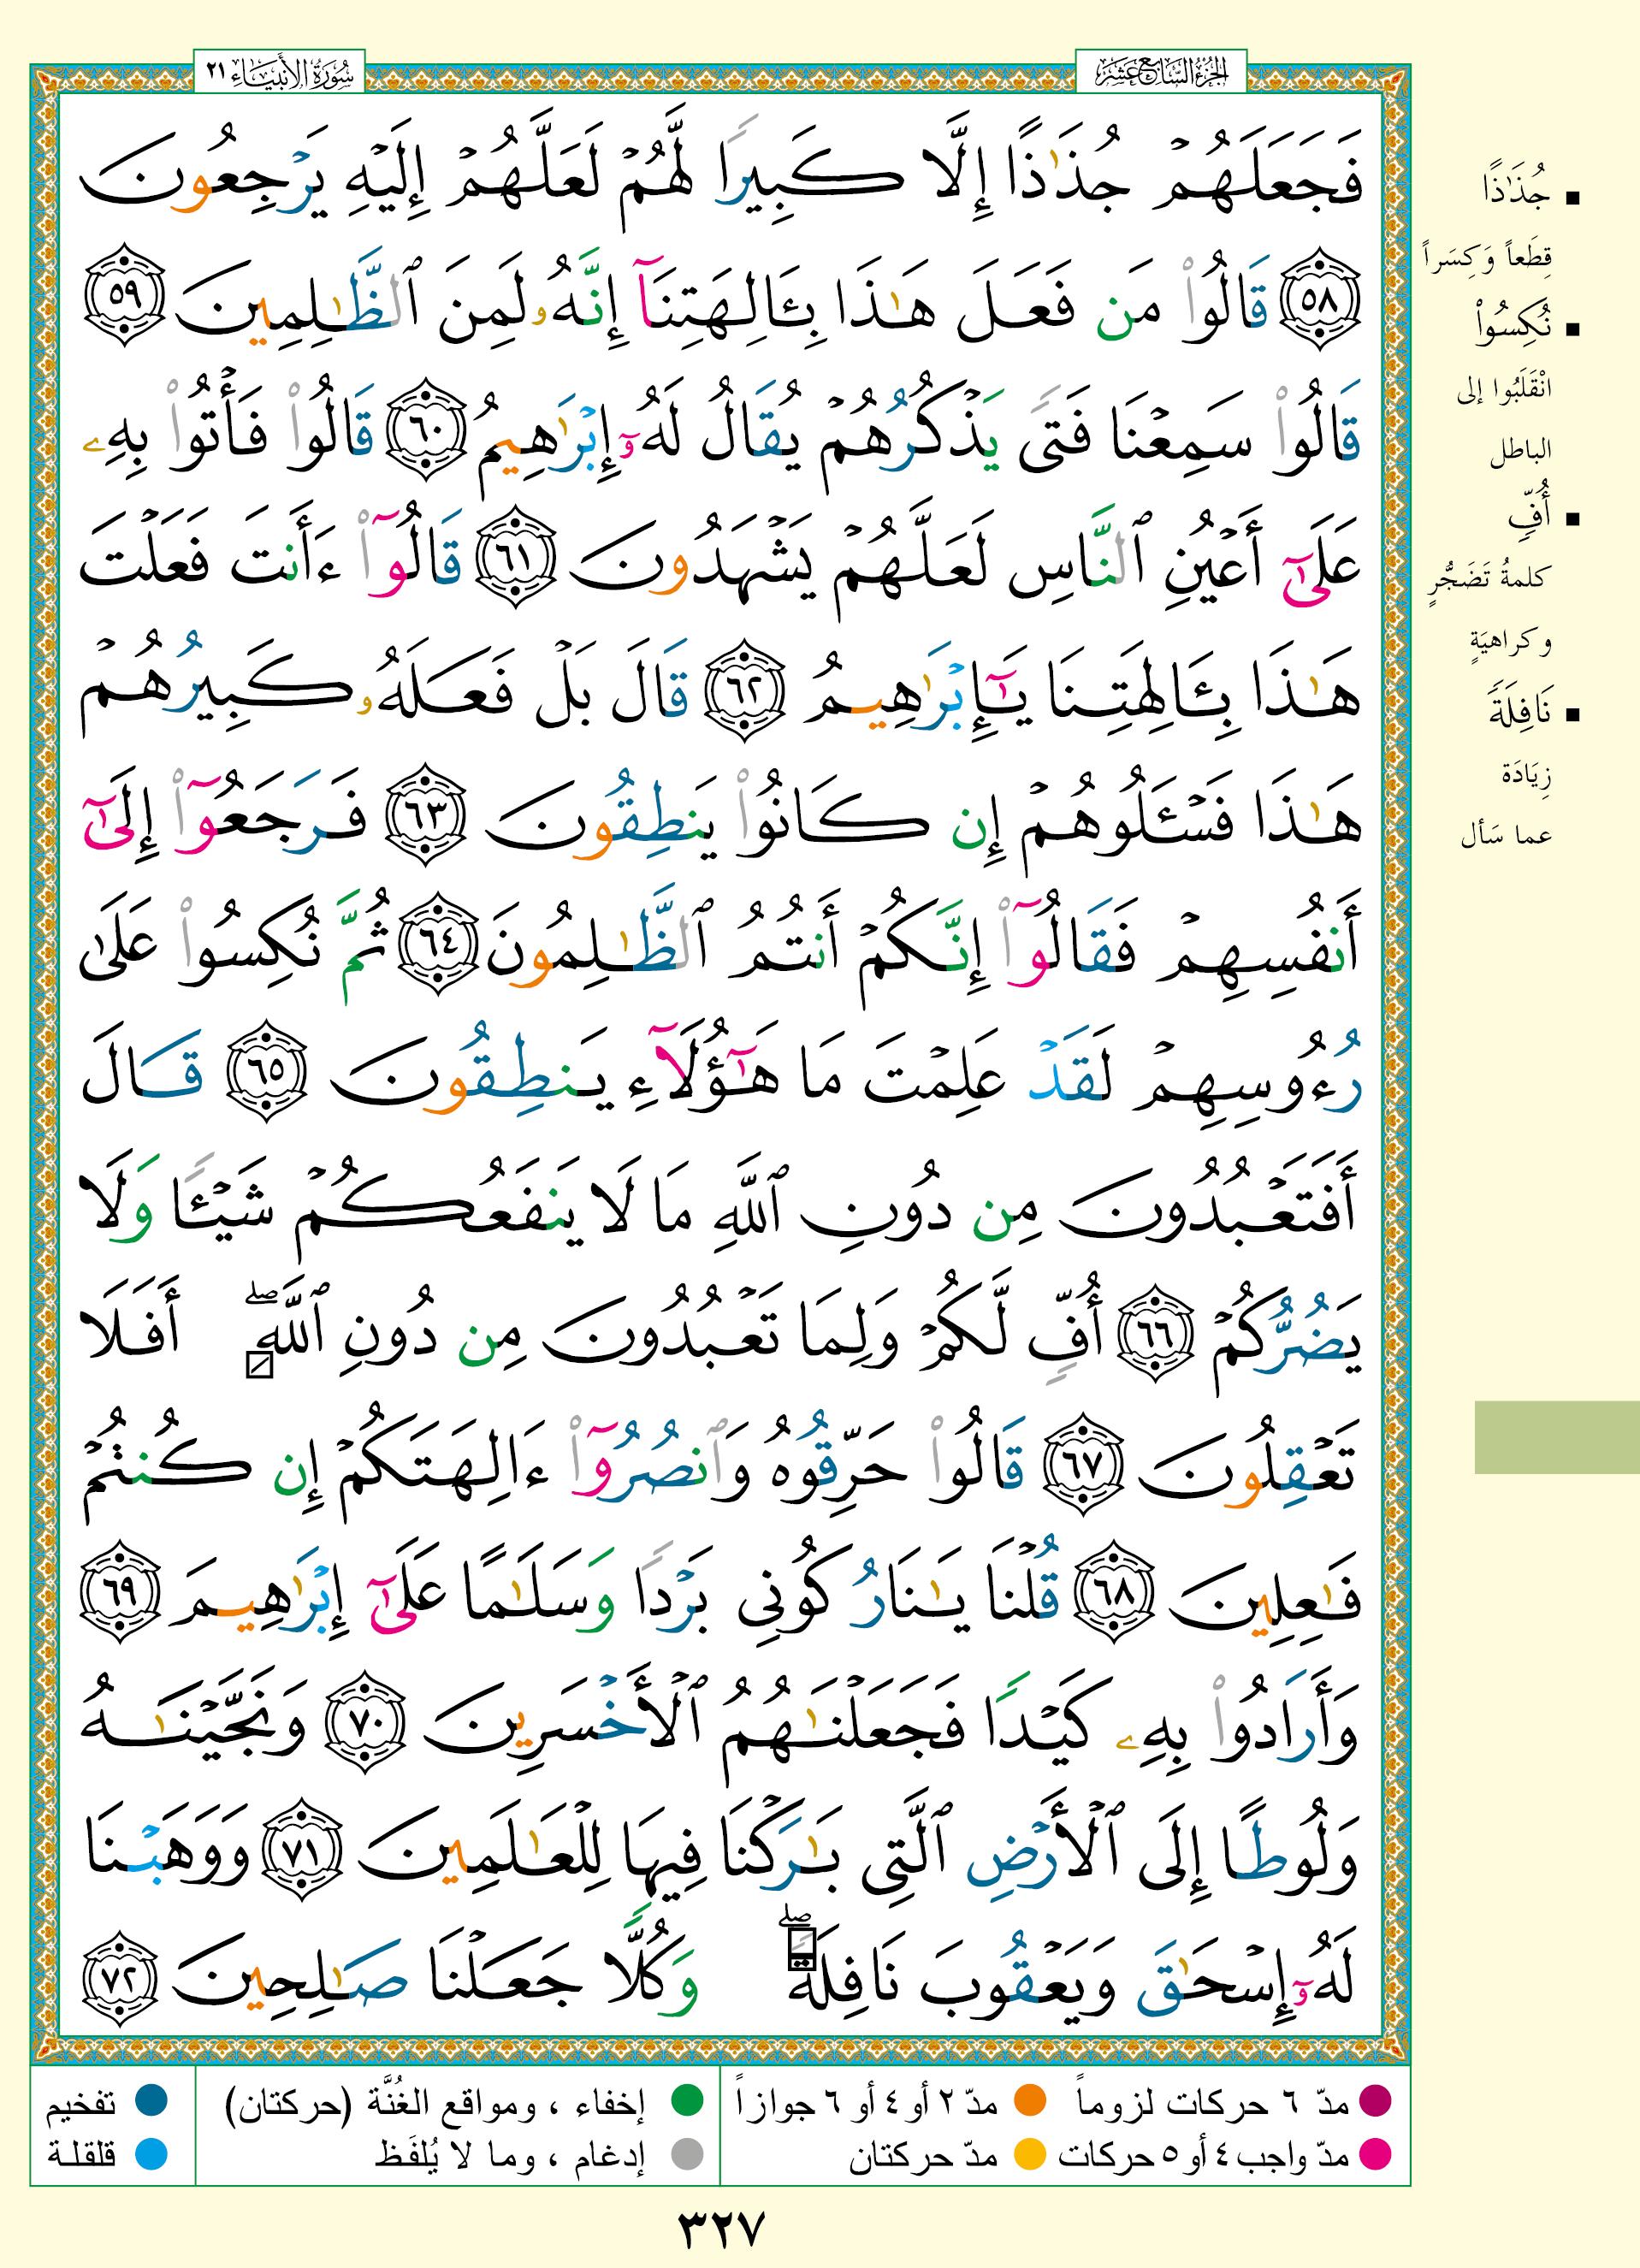 الجزء السابع عشر
سورة الأنبياء ٢١
فَجَعَلَهُمْ جُذَٰذًا إِلَّا كَبِيرًا لَّهُمْ لَعَلَّهُمْ إِلَيْهِ يَرْجِعُونَ
٥٨ قَالُوا۟ مَن فَعَلَ هَٰذَا بِـَٔالِهَتِنَآ إِنَّهُۥ لَمِنَ ٱلظَّٰلِمِينَ ٥٩
قَالُوا۟ سَمِعْنَا فَتًى يَذْكُرُهُمْ يُقَالُ لَهُۥٓ إِبْرَٰهِيمُ ٦٠ قَالُوا۟ فَأْتُوا۟ بِهِۦ
عَلَىٰٓ أَعْيُنِ ٱلنَّاسِ لَعَلَّهُمْ يَشْهَدُونَ ٦١ قَالُوٓا۟ ءَأَنتَ فَعَلْتَ
هَٰذَا بِـَٔالِهَتِنَا يَٰٓإِبْرَٰهِيمُ ٦٢ قَالَ بَلْ فَعَلَهُۥ كَبِيرُهُمْ
هَٰذَا فَسْـَٔلُوهُمْ إِن كَانُوا۟ يَنطِقُونَ ٦٣ فَرَجَعُوٓا۟ إِلَىٰٓ
أَنفُسِهِمْ فَقَالُوٓا۟ إِنَّكُمْ أَنتُمُ ٱلظَّٰلِمُونَ ٦٤ ثُمَّ نُكِسُوا۟ عَلَىٰ
رُءُوسِهِمْ لَقَدْ عَلِمْتَ مَا هَٰٓؤُلَآءِ يَنطِقُونَ ٦٥ قَالَ
أَفَتَعْبُدُونَ مِن دُونِ ٱللَّهِ مَا لَا يَنفَعُكُمْ شَيْـًٔا وَلَا
يَضُرُّكُمْ ٦٦ أُفٍّ لَّكُمْ وَلِمَا تَعْبُدُونَ مِن دُونِ ٱللَّهِ ۖ أَفَلَا
تَعْقِلُونَ ٦٧ قَالُوا۟ حَرِّقُوهُ وَٱنصُرُوٓا۟ ءَالِهَتَكُمْ إِن كُنتُمْ
فَٰعِلِينَ ٦٨ قُلْنَا يَٰنَارُ كُونِى بَرْدًا وَسَلَٰمًا عَلَىٰٓ إِبْرَٰهِيمَ ٦٩
وَأَرَادُوا۟ بِهِۦ كَيْدًا فَجَعَلْنَٰهُمُ ٱلْأَخْسَرِينَ ٧٠ وَنَجَّيْنَٰهُ
وَلُوطًا إِلَى ٱلْأَرْضِ ٱلَّتِى بَٰرَكْنَا فِيهَا لِلْعَٰلَمِينَ ٧١ وَوَهَبْنَا
لَهُۥٓ إِسْحَٰقَ وَيَعْقُوبَ نَافِلَةً ۖ وَكُلًّا جَعَلْنَا صَٰلِحِينَ ٧٢
▪ جُذَٰذًا
قِطَعاً وَكِسَراً
▪ نُكِسُوا۟
انْقَلَبُوا إلى
الباطل
▪ أُفٍّ
كلمةُ تَضَجُّرٍ
وكراهيَةٍ
▪ نَافِلَةً
زِيَادَة
عما سَأل
مدّ ٦ حركات لزوماً مدّ ٢ أو ٤ أو ٦ جوازاً إخفاء ، ومواقع الغُنَّة (حركتان) تفخيم
مدّ واجب ٤ أو ٥ حركات مدّ حركتان إدغام ، وما لا يُلفَظ قلقلة
٣٢٧